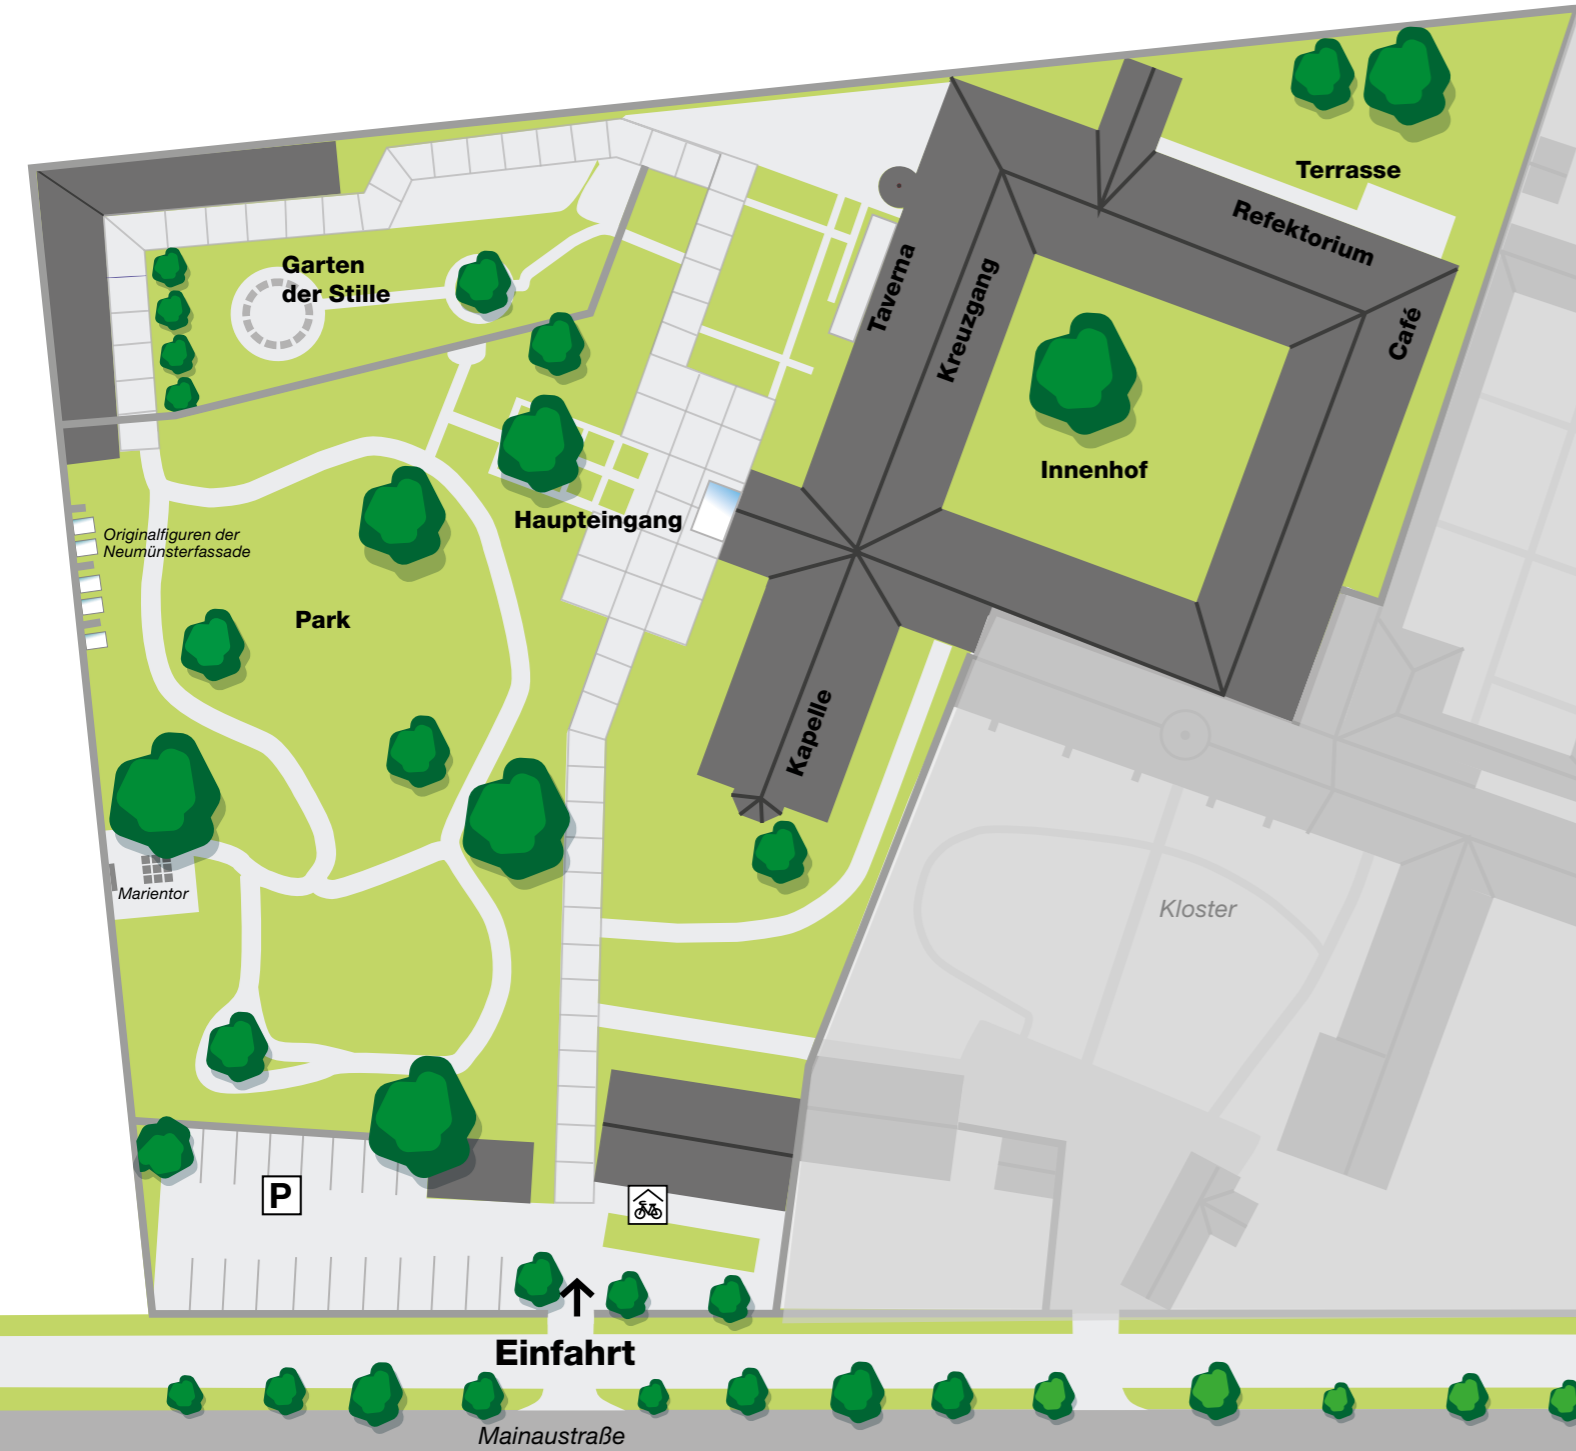 Terrasse
Refektorium
Garten
der Stille
Taverna
Kreuzgang
Café
Innenhof
Haupteingang
Originalfiguren der
Neumünsterfassade
Park
Kapelle
Marientor
Kloster
P
Einfahrt
Mainaustraße